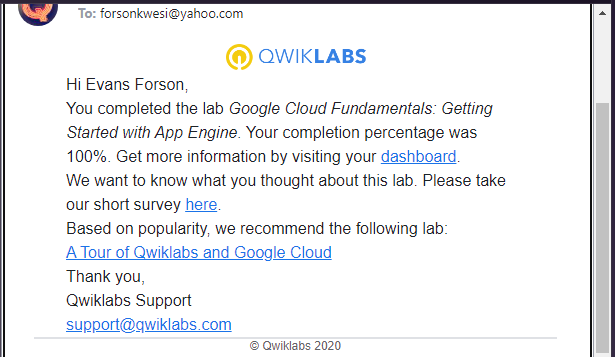 To: forsonkwesi@yahoo.com
QWIKLABS
Hi Evans Forson,
You completed the lab Google Cloud Fundamentals: Getting
Started with App Engine. Your completion percentage was
100%. Get more information by visiting your dashboard.
We want to know what you thought about this lab. Please take
our short survey here.
Based on popularity, we recommend the following lab:
A Tour of Qwiklabs and Google Cloud
Thank you,
Qwiklabs Support
support@qwiklabs.com
© Qwiklabs 2020